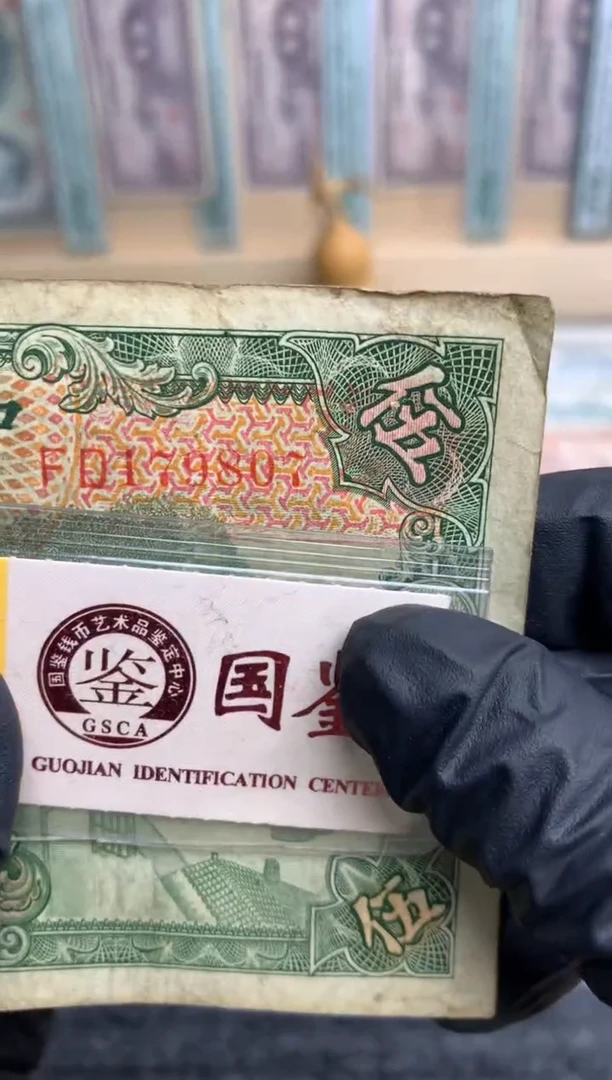 伍
FD179807
国鉴钱币艺术品鉴定中心
鉴
GSCA
国鉴
GUOJIAN IDENTIFICATION CENTE
伍